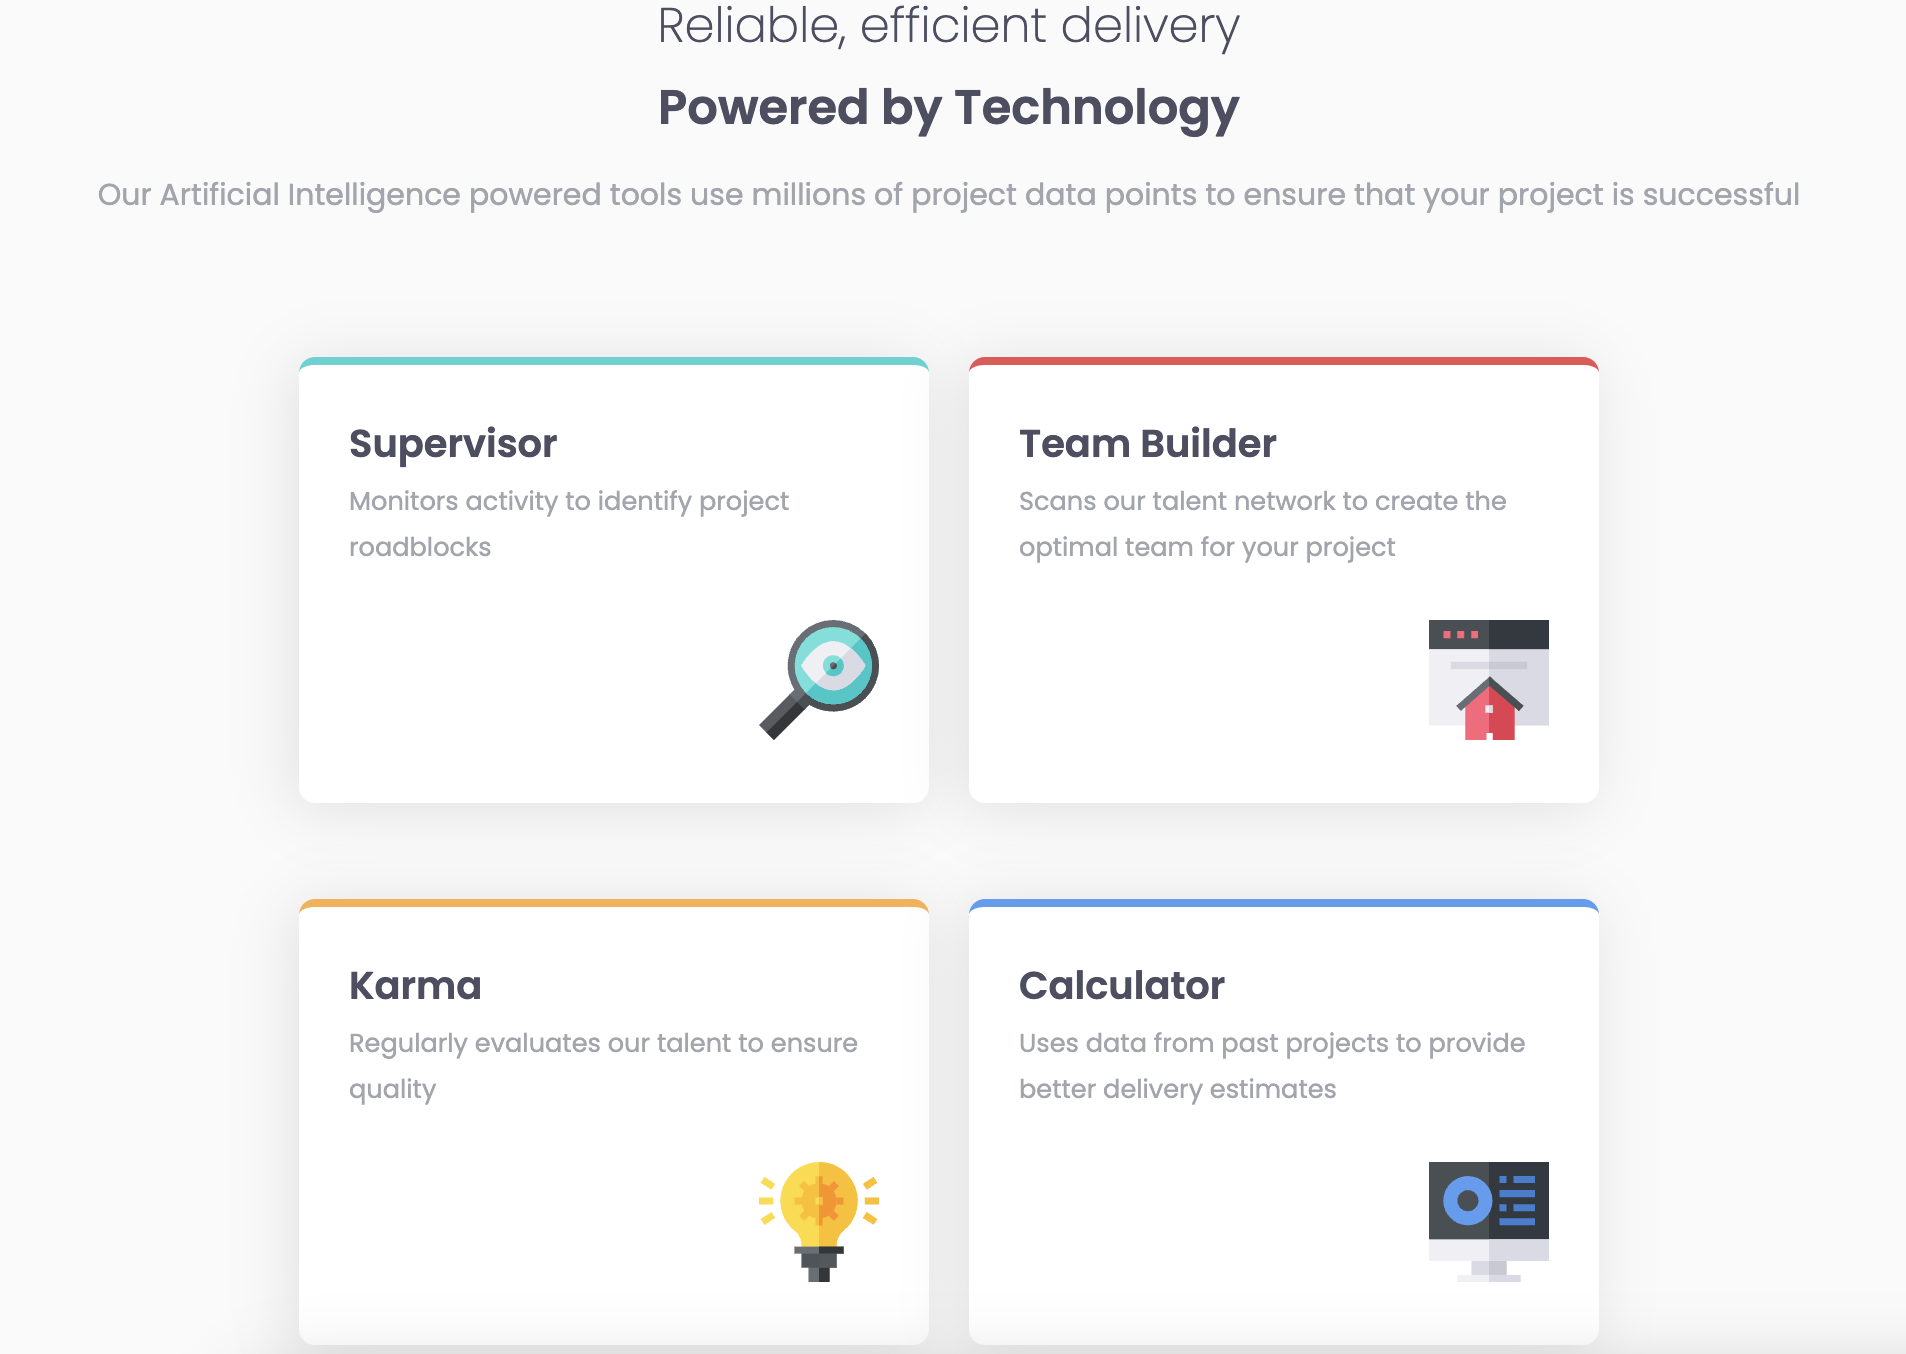 Reliable, efficient delivery
Powered by Technology
Our Artificial Intelligence powered tools use millions of project data points to ensure that your project is successful
Supervisor
Monitors activity to identify project
roadblocks
Team Builder
Scans our talent network to create the
optimal team for your project
Karma
Regularly evaluates our talent to ensure
quality
Calculator
Uses data from past projects to provide
better delivery estimates